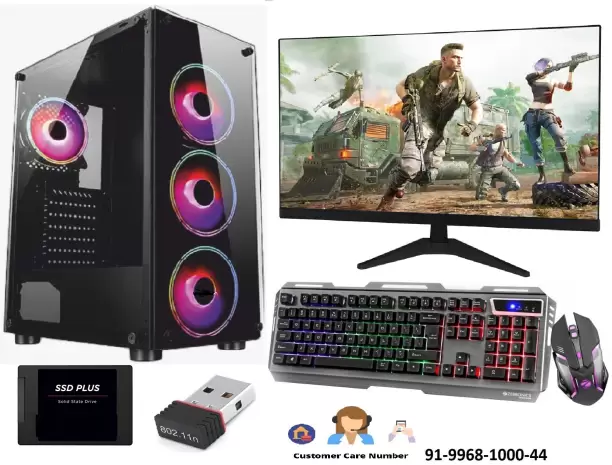 SSD PLUS
Solid State Drive
802.11n
Customer Care Number
91-9968-1000-44